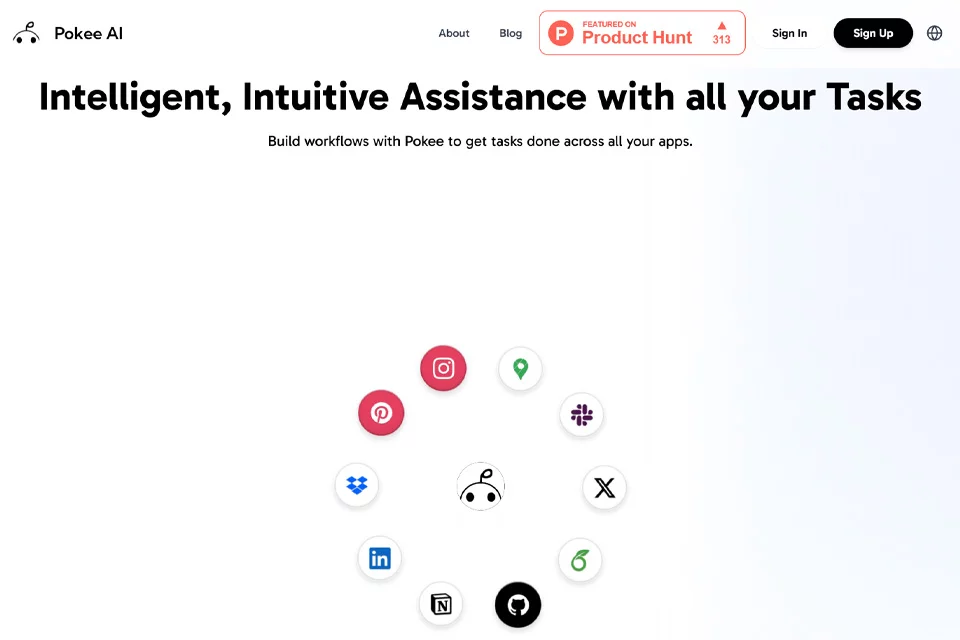 Pokee AI
About
Blog
P
FEATURED ON
Product Hunt
313
Sign In
Sign Up
Intelligent, Intuitive Assistance with all your Tasks
Build workflows with Pokee to get tasks done across all your apps.
X
in
N